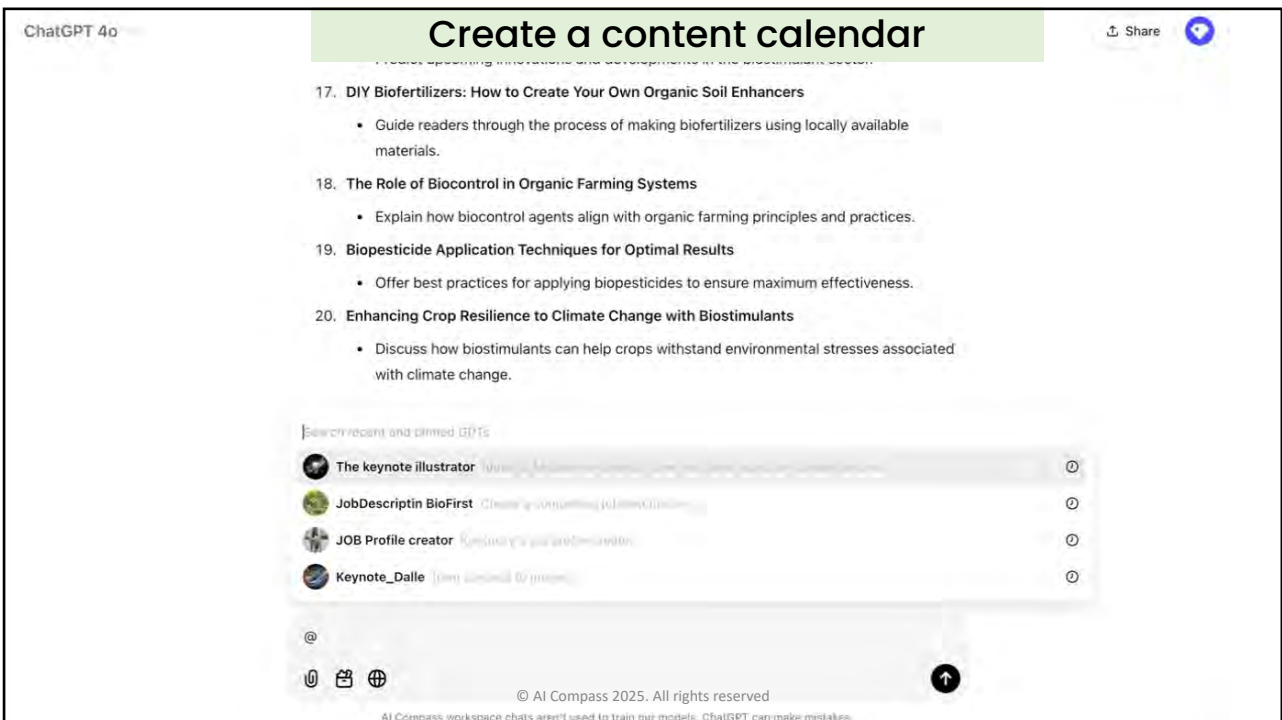 ChatGPT 4o
Create a content calendar
Share
17. DIY Biofertilizers: How to Create Your Own Organic Soil Enhancers
• Guide readers through the process of making biofertilizers using locally available
materials.
18. The Role of Biocontrol in Organic Farming Systems
• Explain how biocontrol agents align with organic farming principles and practices.
19. Biopesticide Application Techniques for Optimal Results
• Offer best practices for applying biopesticides to ensure maximum effectiveness.
20. Enhancing Crop Resilience to Climate Change with Biostimulants
• Discuss how biostimulants can help crops withstand environmental stresses associated
with climate change.
Search recent and pinned GPTs
The keynote illustrator
JobDescriptin BioFirst
JOB Profile creator
Keynote_Dalle
@
© AI Compass 2025. All rights reserved
AI Compass workspace chats aren't used to train our models. ChatGPT can make mistakes.